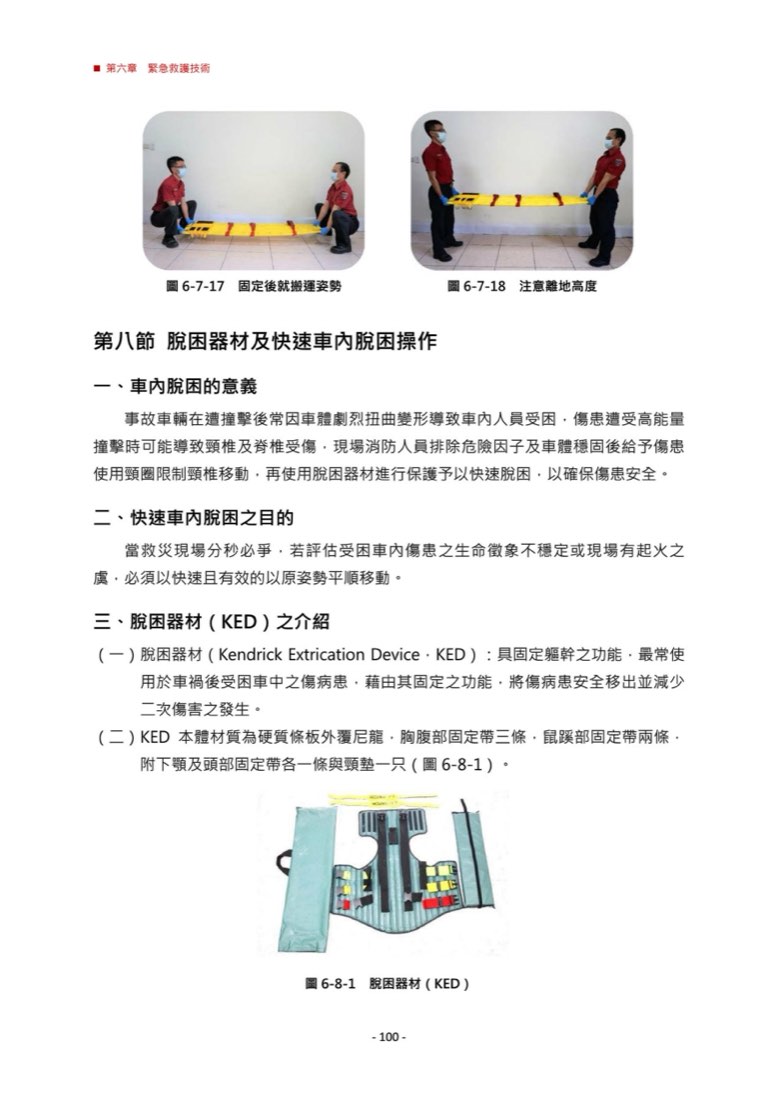 ■ 第六章　緊急救護技術
圖 6-7-17　固定後就搬運姿勢
圖 6-7-18　注意離地高度
第八節 脫困器材及快速車內脫困操作
一、車內脫困的意義
事故車輛在遭撞擊後常因車體劇烈扭曲變形導致車內人員受困，傷患遭受高能量
撞擊時可能導致頸椎及脊椎受傷，現場消防人員排除危險因子及車體穩固後給予傷患
使用頸圈限制頸椎移動，再使用脫困器材進行保護予以快速脫困，以確保傷患安全。
二、快速車內脫困之目的
當救災現場分秒必爭，若評估受困車內傷患之生命徵象不穩定或現場有起火之
虞，必須以快速且有效的以原姿勢平順移動。
三、脫困器材（KED）之介紹
（一）脫困器材（Kendrick Extrication Device，KED）：具固定軀幹之功能，最常使
用於車禍後受困車中之傷病患，藉由其固定之功能，將傷病患安全移出並減少
二次傷害之發生。
（二）KED 本體材質為硬質條板外覆尼龍，胸腹部固定帶三條，鼠蹊部固定帶兩條，
附下顎及頭部固定帶各一條與頸墊一只（圖 6-8-1）。
圖 6-8-1　脫困器材（KED）
- 100 -